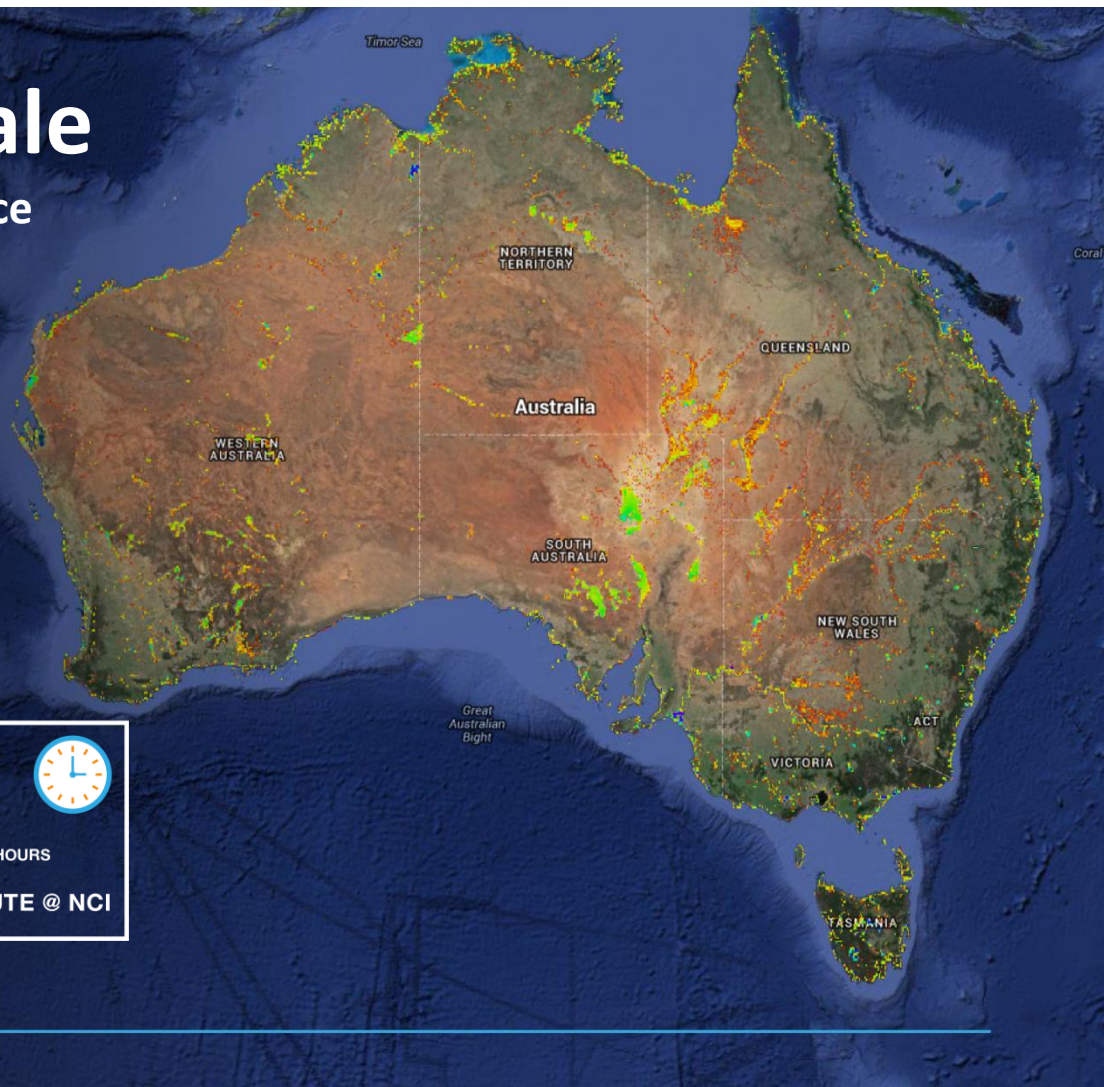 ale
ce
Timor Sea
Coral
NORTHERN
TERRITORY
QUEENSLAND
Australia
WESTERN
AUSTRALIA
SOUTH
AUSTRALIA
NEW SOUTH
WALES
ACT
Great
Australian
Bight
VICTORIA
TASMANIA
HOURS
UTE @ NCI